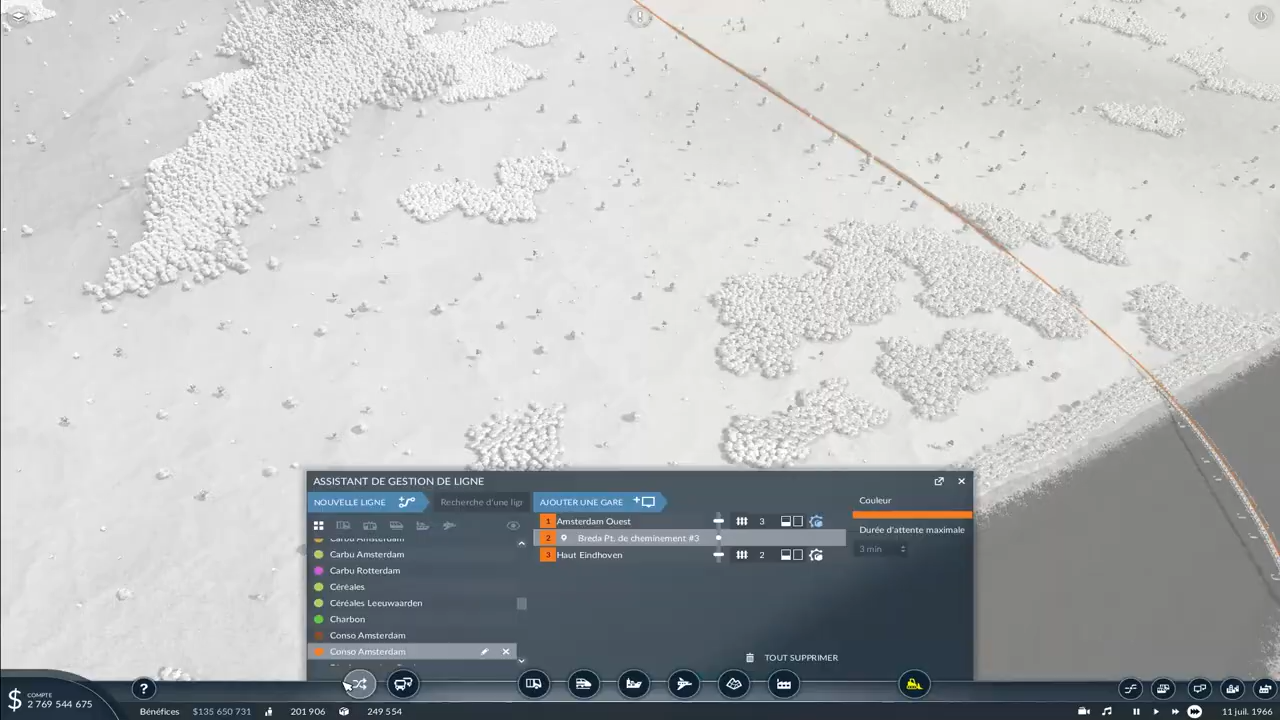 ASSISTANT DE GESTION DE LIGNE
NOUVELLE LIGNE
Recherche d'une ligr
AJOUTER UNE GARE
Couleur
1 Amsterdam Ouest 3
2 Breda Pt. de cheminement #3
3 Haut Eindhoven 2
Durée d'attente maximale
3 min
Carbu Amsterdam
Carbu Amsterdam
Carbu Rotterdam
Céréales
Céréales Leeuwaarden
Charbon
Conso Amsterdam
Conso Amsterdam
TOUT SUPPRIMER
?
$ COMPTE
2 769 544 675
Bénéfices $135 650 731 201 906 249 554
11 juil. 1966